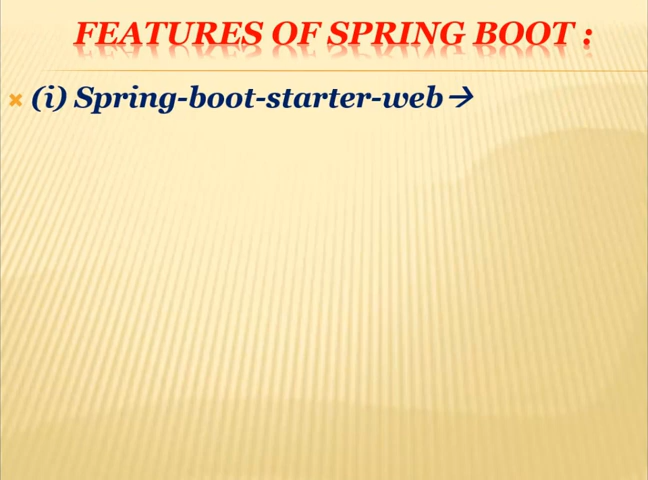 FEATURES OF SPRING BOOT :
(i) Spring-boot-starter-web→